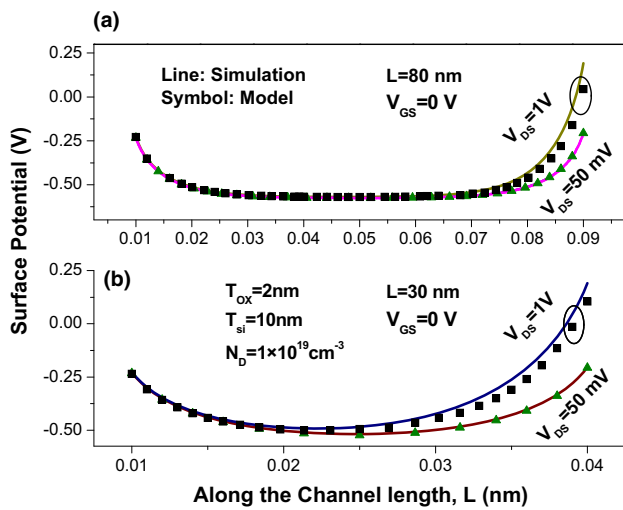 (a)
0.25
0.00
-0.25
-0.50
Line: Simulation
Symbol: Model
L=80 nm
V_GS=0 V
V_DS=1V
V_DS=50 mV
0.01 0.02 0.03 0.04 0.05 0.06 0.07 0.08 0.09
Surface Potential (V)
(b)
0.25
0.00
-0.25
-0.50
T_OX=2nm
T_si=10nm
N_D=1×10^19cm^-3
L=30 nm
V_GS=0 V
V_DS=1V
V_DS=50 mV
0.01 0.02 0.03 0.04
Along the Channel length, L (nm)